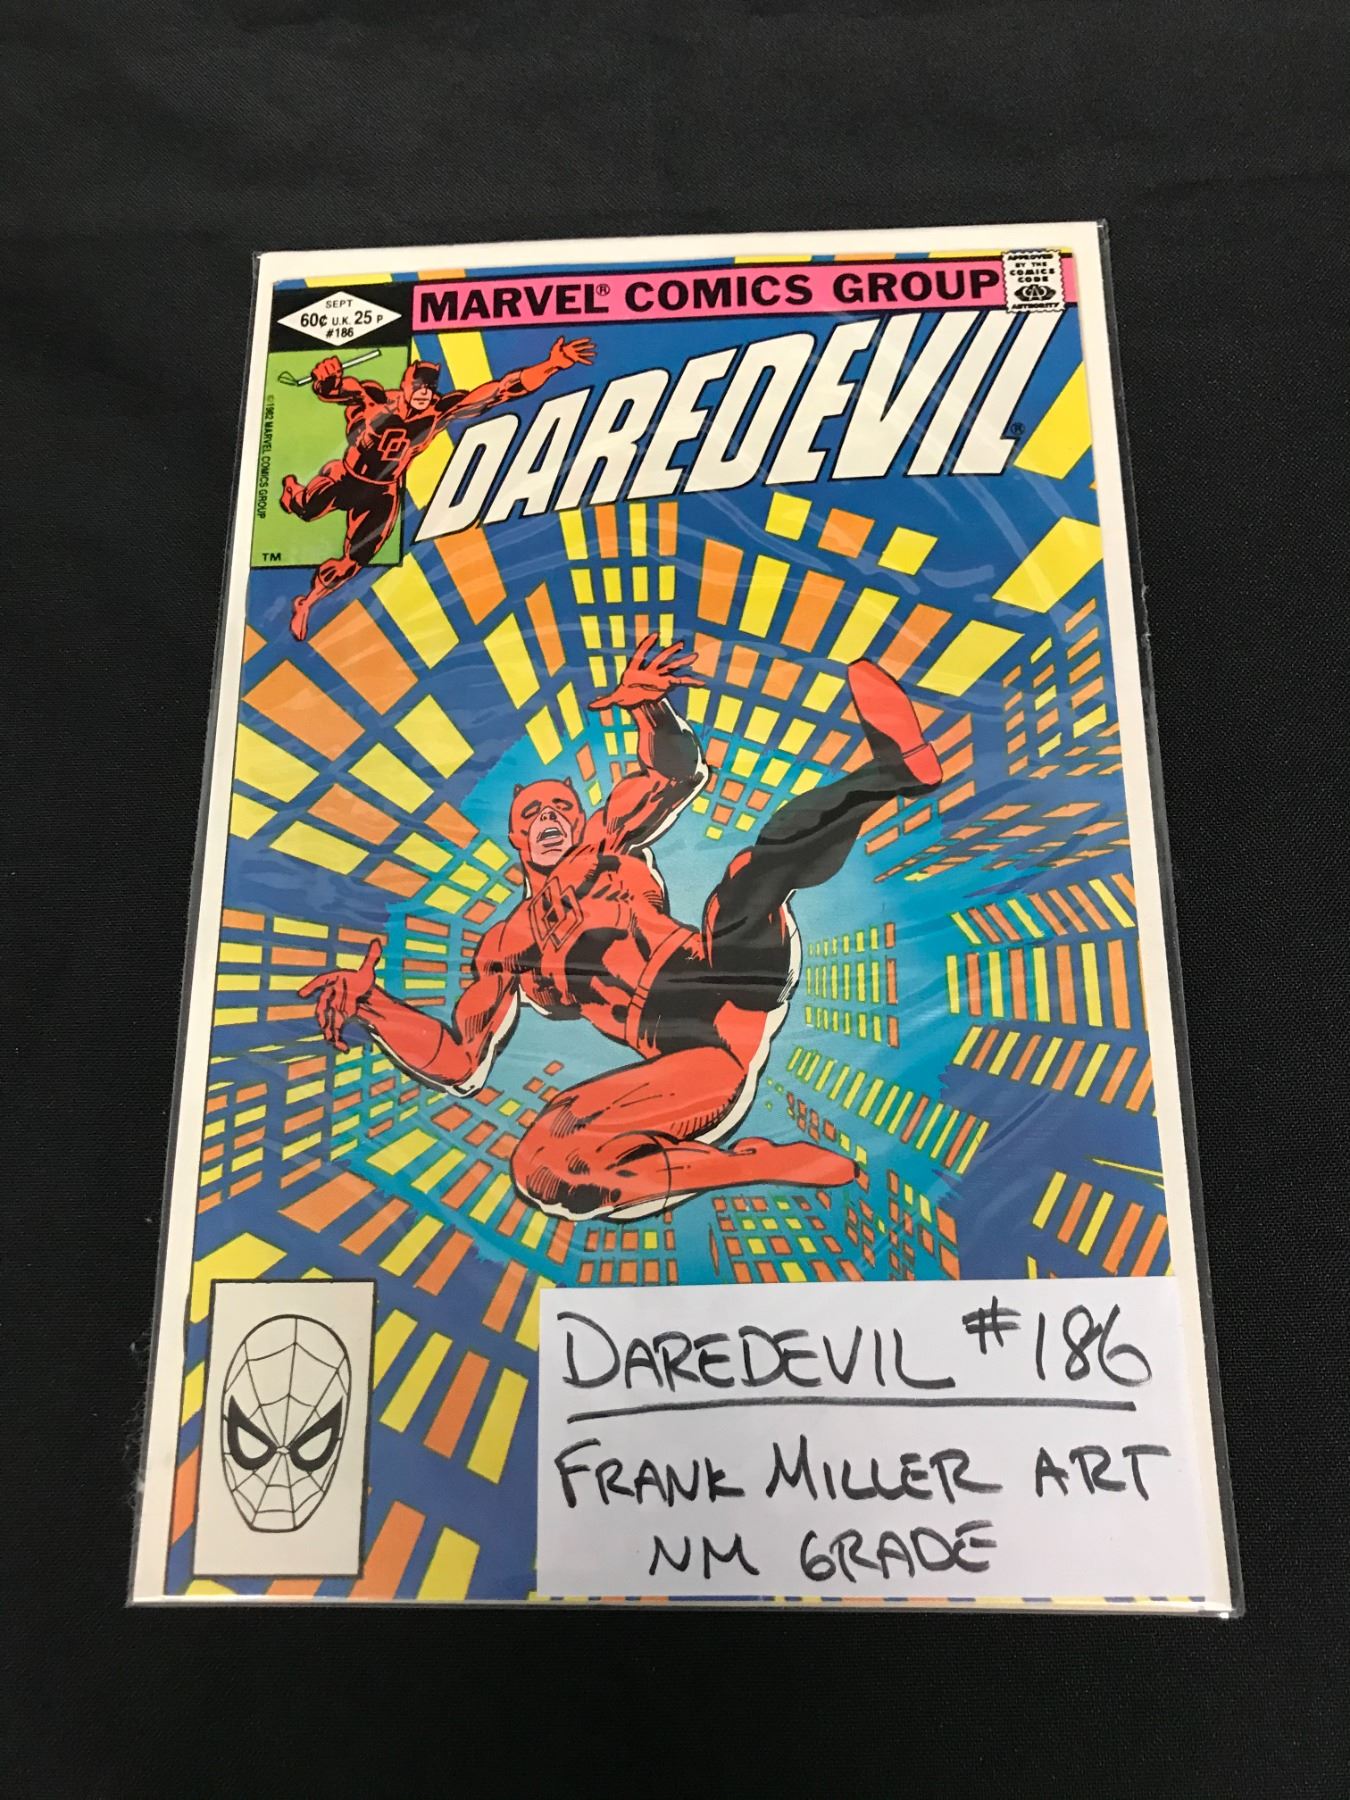 MARVEL® COMICS GROUP
APPROVED
BY THE
COMICS
CODE
AUTHORITY
SEPT
60¢ U.K. 25 P
#186
DAREDEVIL®
©1982 MARVEL COMICS GROUP
TM
DAREDEVIL #186
FRANK MILLER ART
NM GRADE